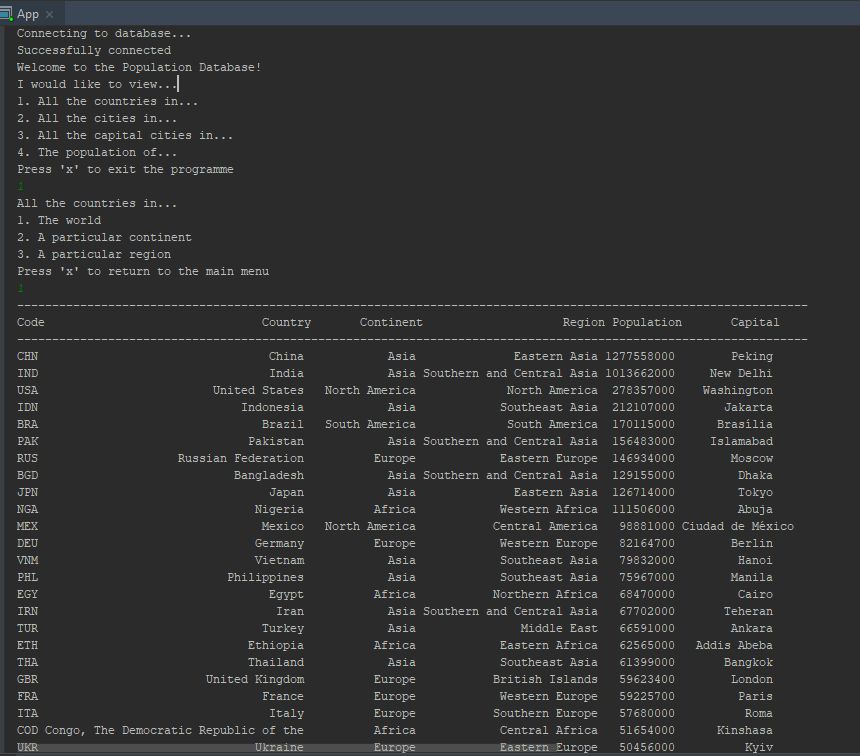 App
Connecting to database...
Successfully connected
Welcome to the Population Database!
I would like to view...
1. All the countries in...
2. All the cities in...
3. All the capital cities in...
4. The population of...
Press 'x' to exit the programme
1
All the countries in...
1. The world
2. A particular continent
3. A particular region
Press 'x' to return to the main menu
1
-----------------------------------------------------------------------------------------------------------------
Code Country Continent Region Population Capital
-----------------------------------------------------------------------------------------------------------------
CHN China Asia Eastern Asia 1277558000 Peking
IND India Asia Southern and Central Asia 1013662000 New Delhi
USA United States North America North America 278357000 Washington
IDN Indonesia Asia Southeast Asia 212107000 Jakarta
BRA Brazil South America South America 170115000 Brasília
PAK Pakistan Asia Southern and Central Asia 156483000 Islamabad
RUS Russian Federation Europe Eastern Europe 146934000 Moscow
BGD Bangladesh Asia Southern and Central Asia 129155000 Dhaka
JPN Japan Asia Eastern Asia 126714000 Tokyo
NGA Nigeria Africa Western Africa 111506000 Abuja
MEX Mexico North America Central America 98881000 Ciudad de México
DEU Germany Europe Western Europe 82164700 Berlin
VNM Vietnam Asia Southeast Asia 79832000 Hanoi
PHL Philippines Asia Southeast Asia 75967000 Manila
EGY Egypt Africa Northern Africa 68470000 Cairo
IRN Iran Asia Southern and Central Asia 67702000 Teheran
TUR Turkey Asia Middle East 66591000 Ankara
ETH Ethiopia Africa Eastern Africa 62565000 Addis Abeba
THA Thailand Asia Southeast Asia 61399000 Bangkok
GBR United Kingdom Europe British Islands 59623400 London
FRA France Europe Western Europe 59225700 Paris
ITA Italy Europe Southern Europe 57680000 Roma
COD Congo, The Democratic Republic of the Africa Central Africa 51654000 Kinshasa
UKR Ukraine Europe Eastern Europe 50456000 Kyiv